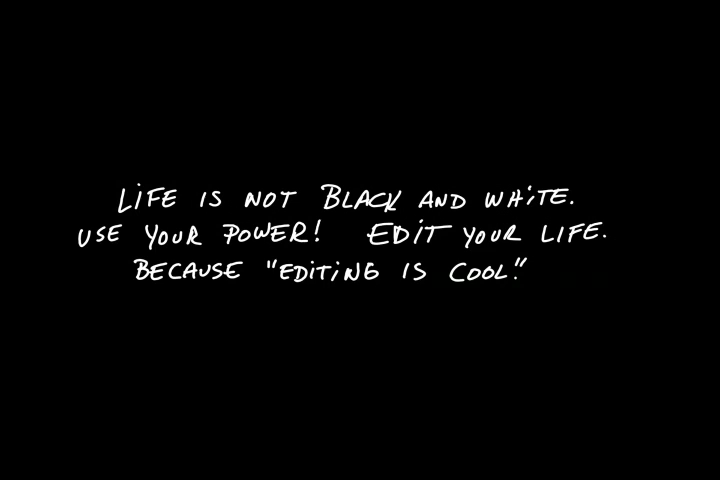 LiFE IS NOT BLACK AND WHiTE.
USE YOUR POWER! EDiT YOUR LIFE.
BECAUSE "EDiTiNG IS COOL."